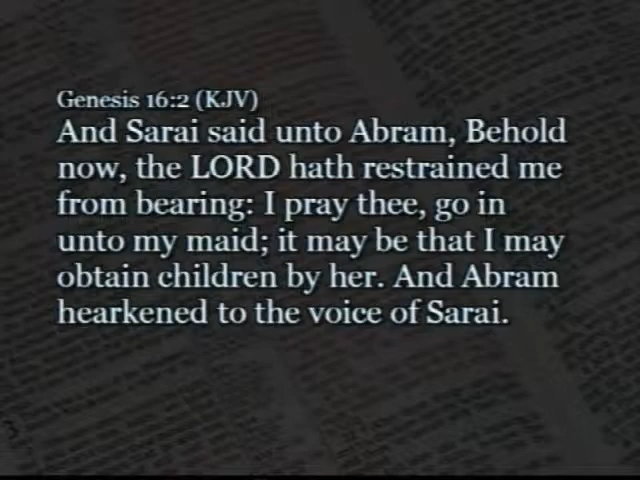 Genesis 16:2 (KJV)
And Sarai said unto Abram, Behold
now, the LORD hath restrained me
from bearing: I pray thee, go in
unto my maid; it may be that I may
obtain children by her. And Abram
hearkened to the voice of Sarai.